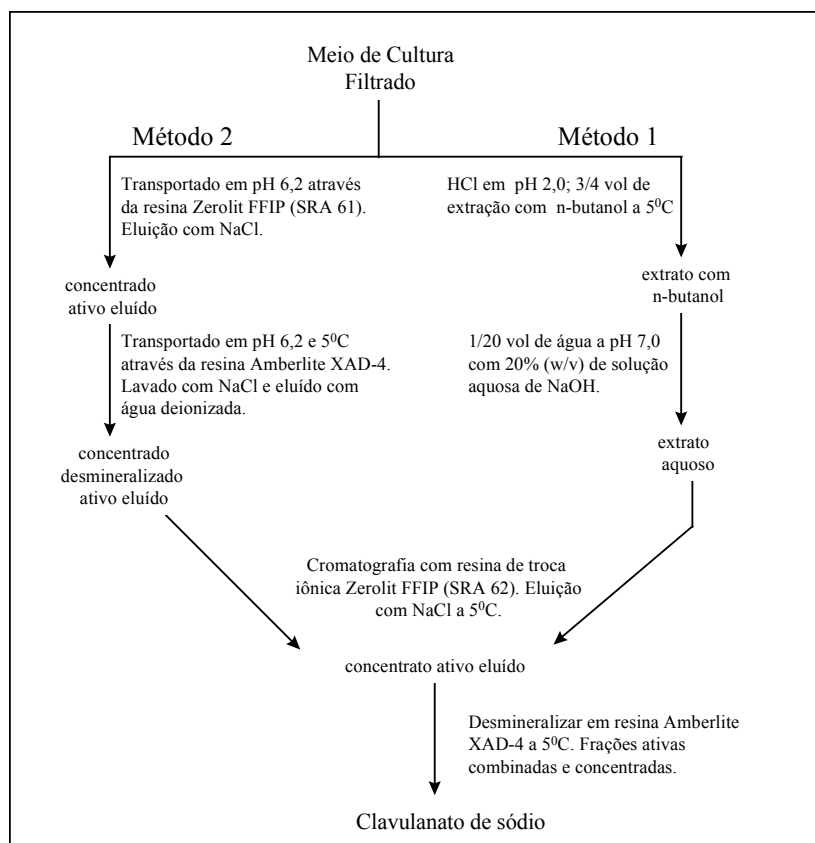 Meio de Cultura
Filtrado
Método 2
Método 1
Transportado em pH 6,2 através
da resina Zerolit FFIP (SRA 61).
Eluição com NaCl.
HCl em pH 2,0; 3/4 vol de
extração com n-butanol a 5⁰C
concentrado
ativo eluído
extrato com
n-butanol
Transportado em pH 6,2 e 5⁰C
através da resina Amberlite XAD-4.
Lavado com NaCl e eluído com
água deionizada.
1/20 vol de água a pH 7,0
com 20% (w/v) de solução
aquosa de NaOH.
concentrado
desmineralizado
ativo eluído
extrato
aquoso
Cromatografia com resina de troca
iônica Zerolit FFIP (SRA 62). Eluição
com NaCl a 5⁰C.
concentrato ativo eluído
Desmineralizar em resina Amberlite
XAD-4 a 5⁰C. Frações ativas
combinadas e concentradas.
Clavulanato de sódio